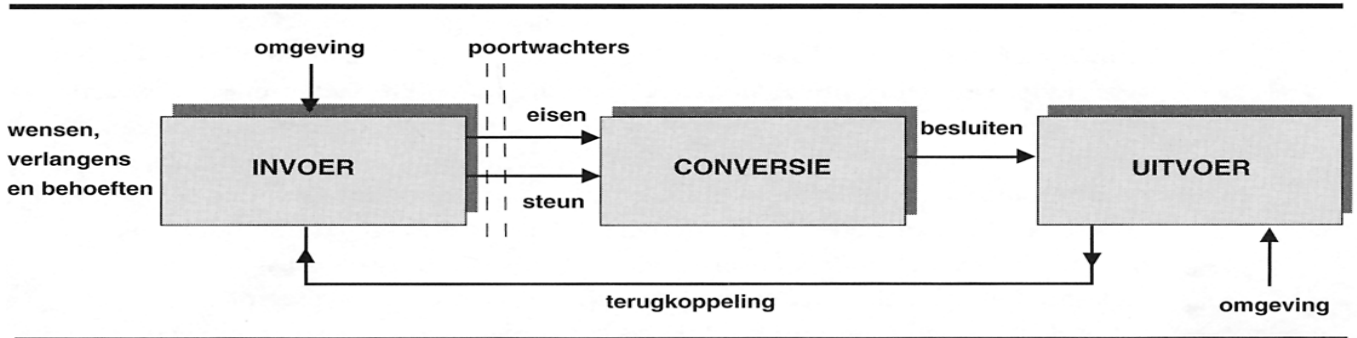 omgeving
poortwachters
wensen,
verlangens
en behoeften
INVOER
eisen
steun
CONVERSIE
besluiten
UITVOER
terugkoppeling
omgeving